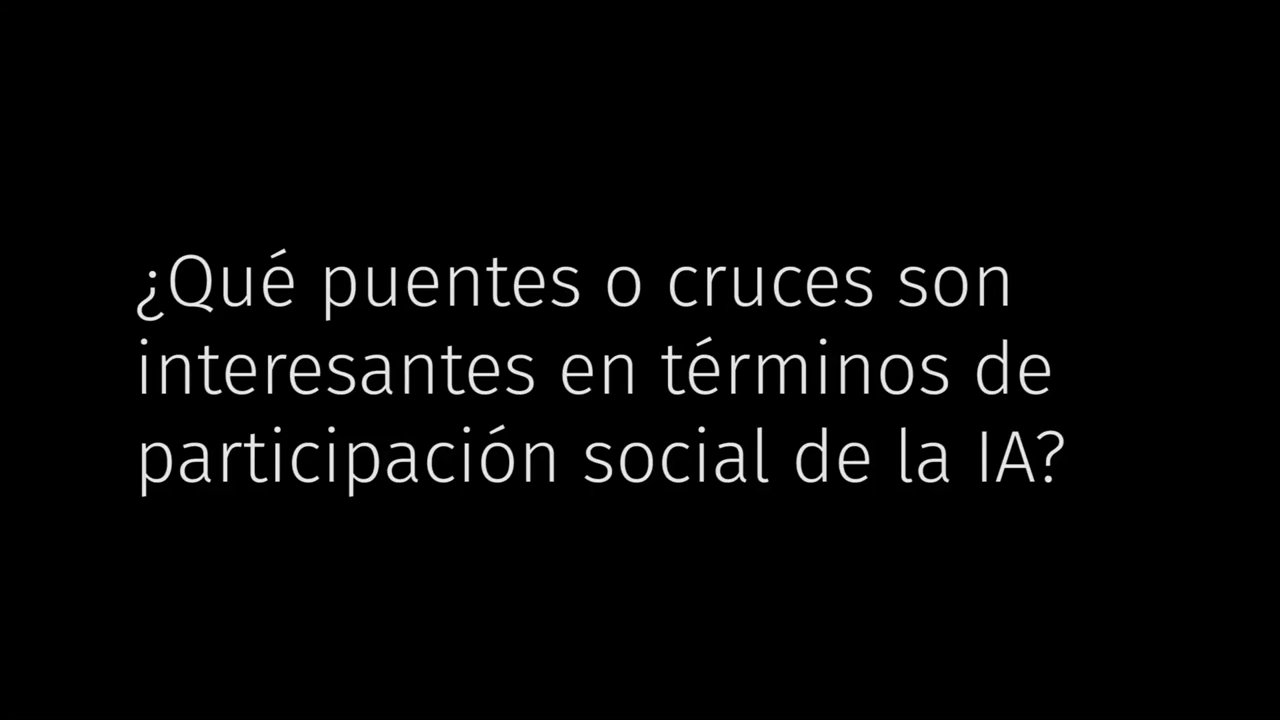 ¿Qué puentes o cruces son
interesantes en términos de
participación social de la IA?